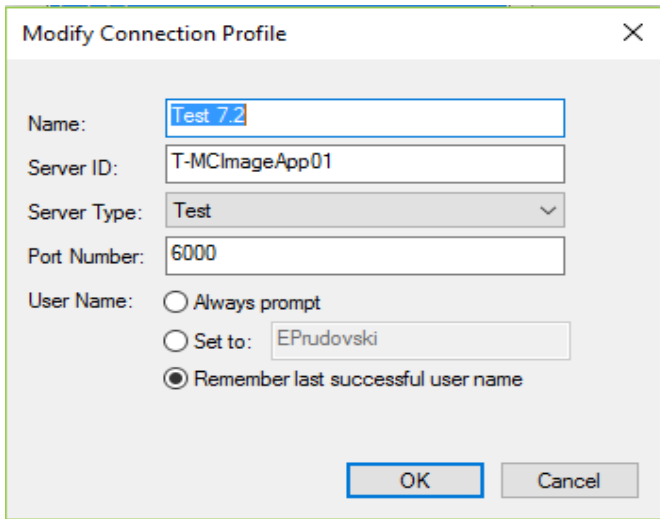 Modify Connection Profile
Name: Test 7.2
Server ID: T-MCImageApp01
Server Type: Test
Port Number: 6000
User Name: Always prompt
Set to: EPrudovski
Remember last successful user name
OK Cancel